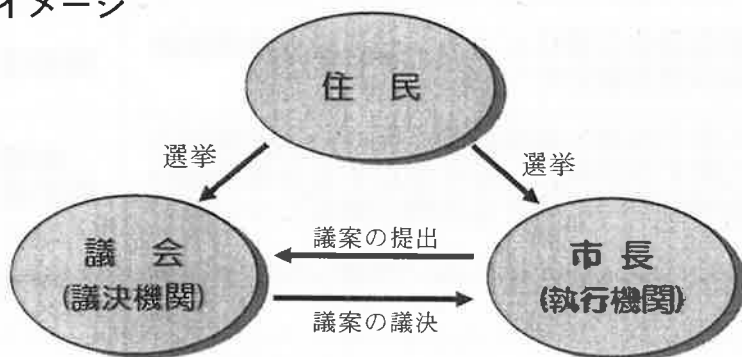 イメージ
住 民
選挙
選挙
議 会
(議決機関)
議案の提出
議案の議決
市 長
(執行機関)